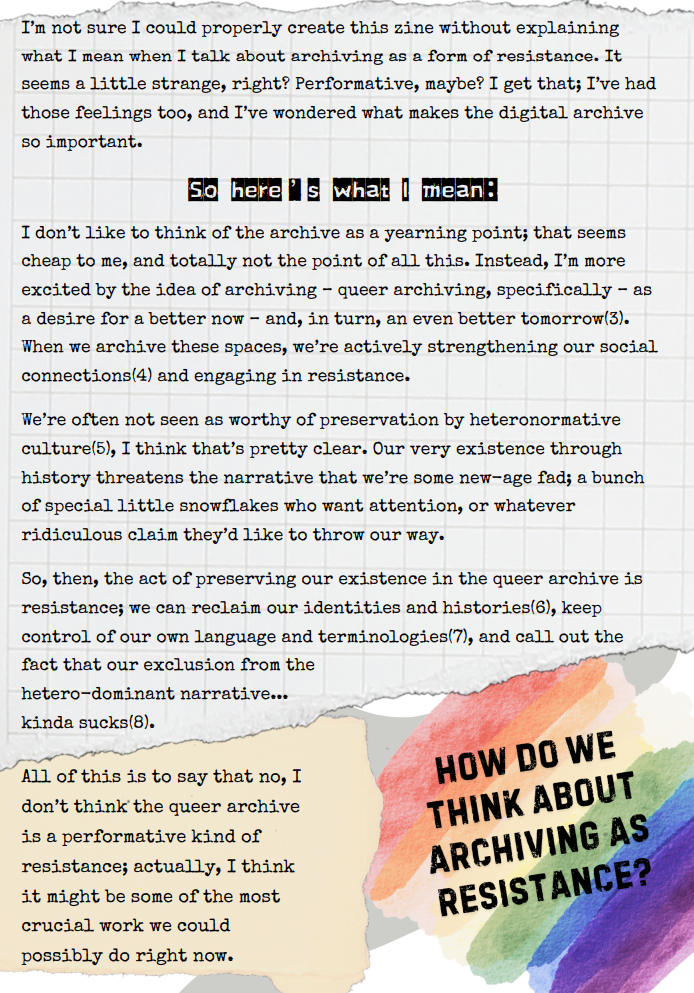 I'm not sure I could properly create this zine without explaining
what I mean when I talk about archiving as a form of resistance. It
seems a little strange, right? Performative, maybe? I get that; I've had
those feelings too, and I've wondered what makes the digital archive
so important.
So here's what I mean:
I don't like to think of the archive as a yearning point; that seems
cheap to me, and totally not the point of all this. Instead, I'm more
excited by the idea of archiving – queer archiving, specifically – as
a desire for a better now – and, in turn, an even better tomorrow(3).
When we archive these spaces, we're actively strengthening our social
connections(4) and engaging in resistance.
We're often not seen as worthy of preservation by heteronormative
culture(5), I think that's pretty clear. Our very existence through
history threatens the narrative that we're some new-age fad; a bunch
of special little snowflakes who want attention, or whatever
ridiculous claim they'd like to throw our way.
So, then, the act of preserving our existence in the queer archive is
resistance; we can reclaim our identities and histories(6), keep
control of our own language and terminologies(7), and call out the
fact that our exclusion from the
hetero-dominant narrative...
kinda sucks(8).
All of this is to say that no, I
don't think the queer archive
is a performative kind of
resistance; actually, I think
it might be some of the most
crucial work we could
possibly do right now.
HOW DO WE
THINK ABOUT
ARCHIVING AS
RESISTANCE?